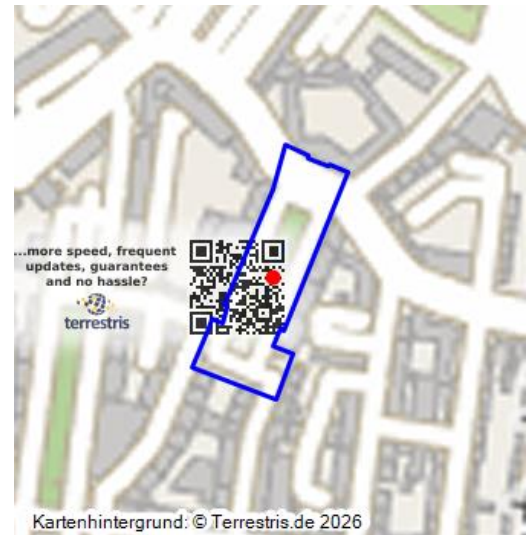 ...more speed, frequent
updates, guarantees
and no hassle?
terrestris
Kartenhintergrund: © Terrestris.de 2026